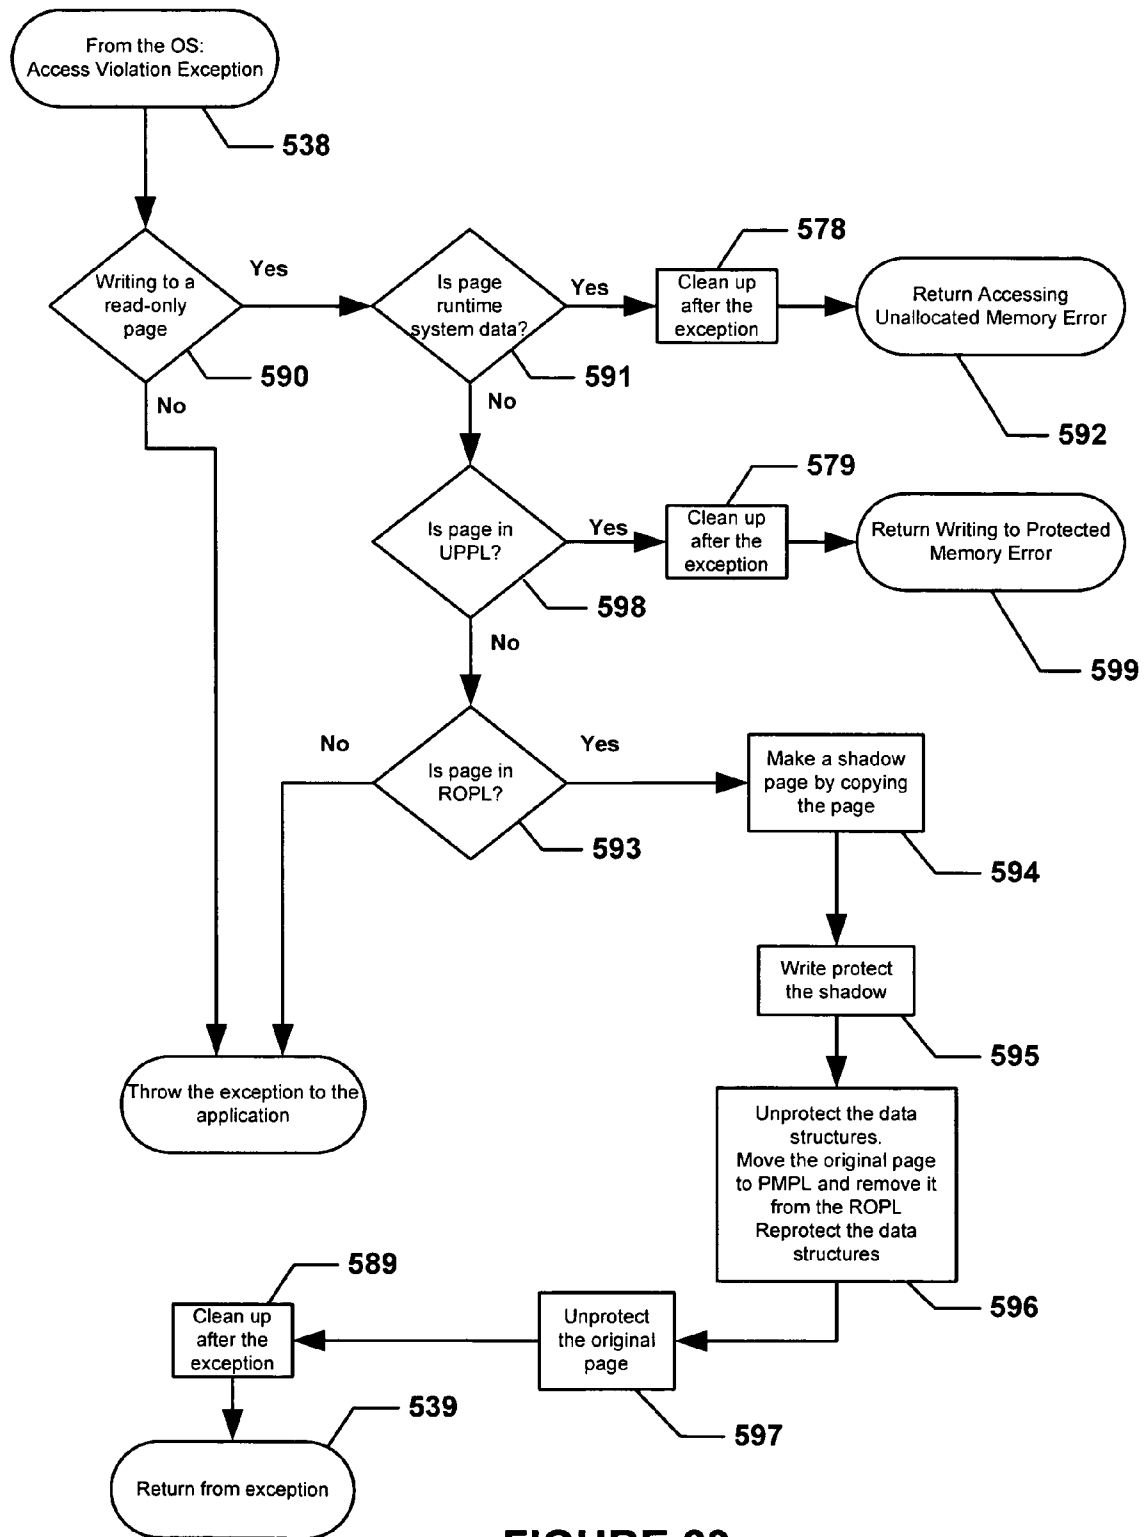 From the OS:
Access Violation Exception
538
Writing to a
read-only
page
590
Yes
No
Is page
runtime
system data?
591
Yes
No
578
Clean up
after the
exception
Return Accessing
Unallocated Memory Error
592
Is page in
UPPL?
598
Yes
No
579
Clean up
after the
exception
Return Writing to Protected
Memory Error
599
Is page in
ROPL?
593
No
Yes
Make a shadow
page by copying
the page
594
Write protect
the shadow
595
Throw the exception to the
application
Unprotect the data
structures.
Move the original page
to PMPL and remove it
from the ROPL
Reprotect the data
structures
596
Unprotect
the original
page
597
589
Clean up
after the
exception
539
Return from exception